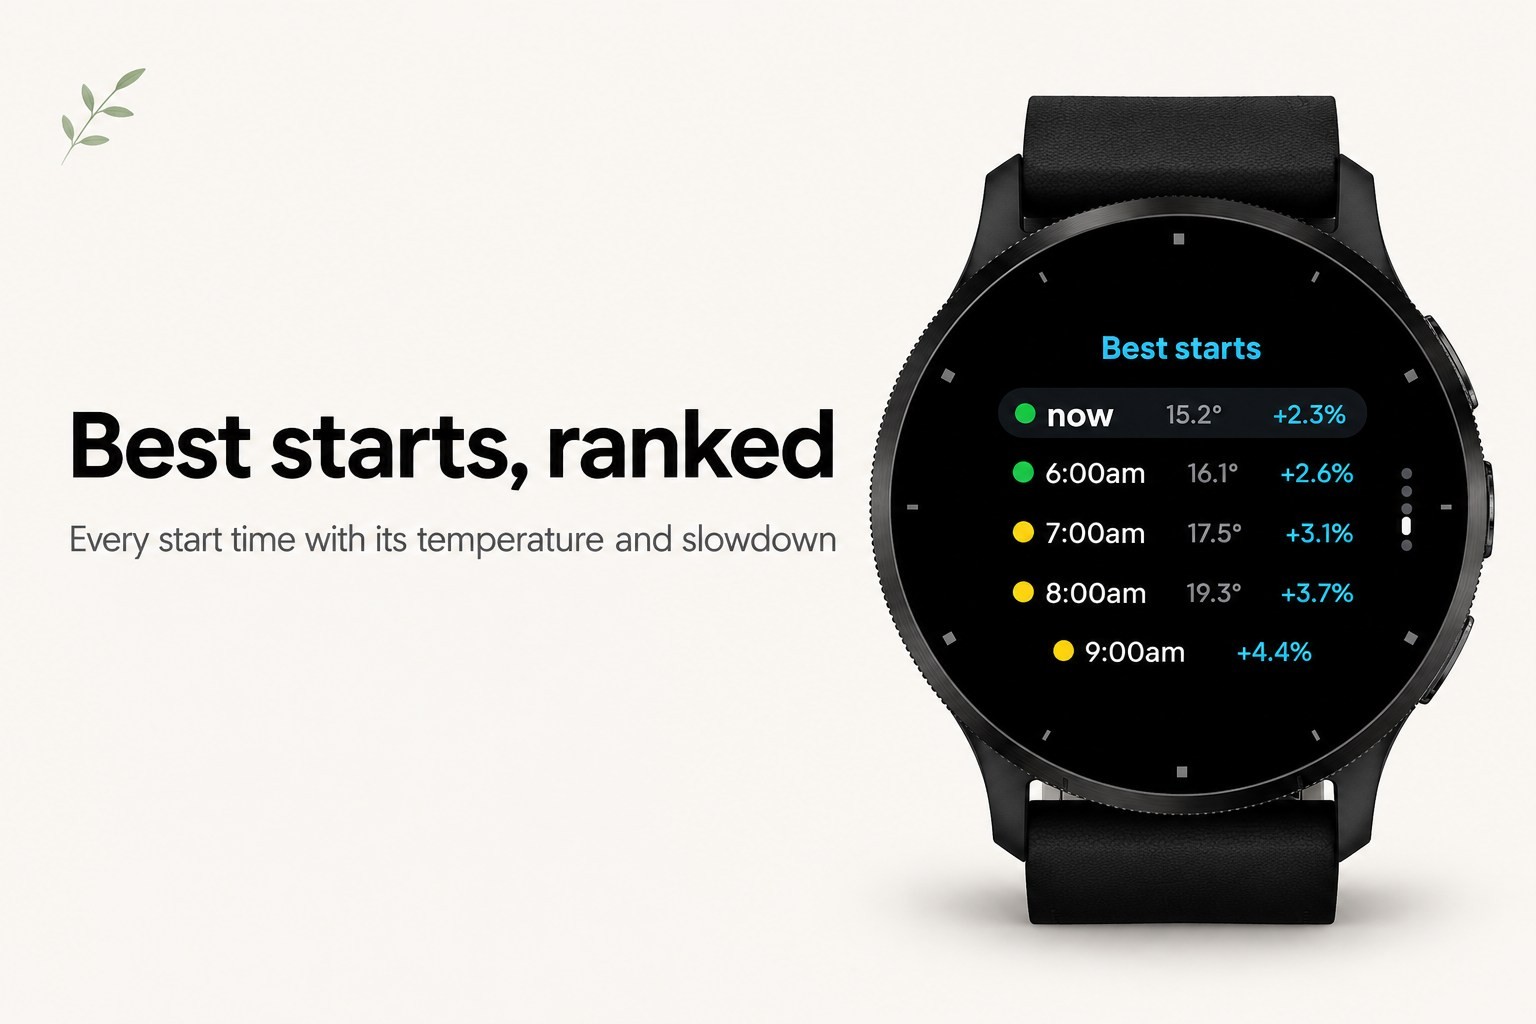 Best starts, ranked
Every start time with its temperature and slowdown
Best starts
now 15.2° +2.3%
6:00am 16.1° +2.6%
7:00am 17.5° +3.1%
8:00am 19.3° +3.7%
9:00am +4.4%